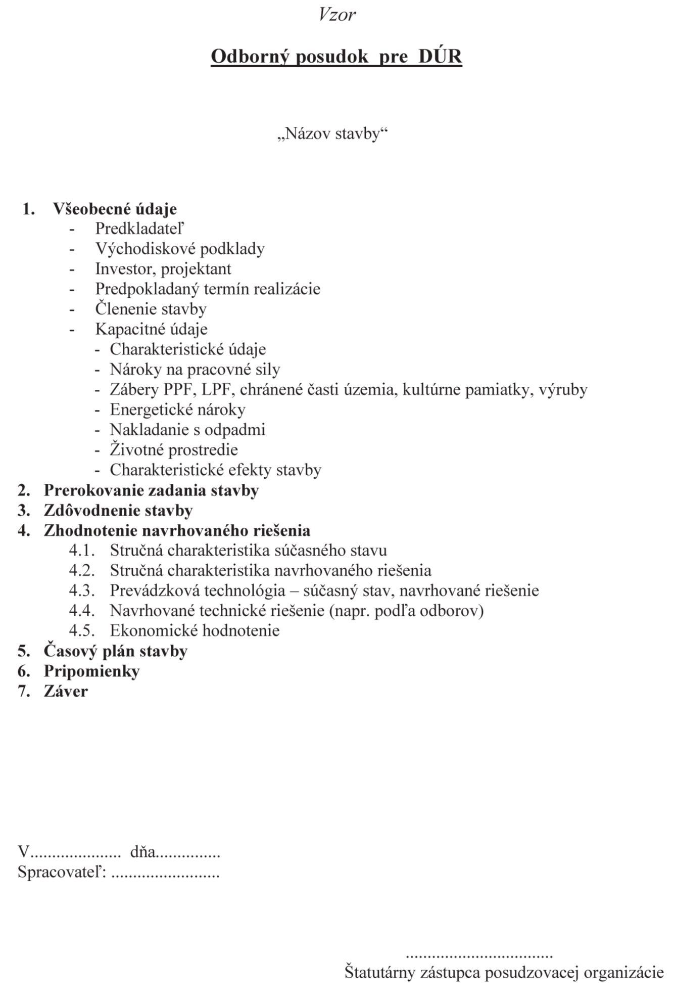 Vzor
Odborný posudok pre DÚR
„Názov stavby“
1. Všeobecné údaje
- Predkladateľ
- Východiskové podklady
- Investor, projektant
- Predpokladaný termín realizácie
- Členenie stavby
- Kapacitné údaje
- Charakteristické údaje
- Nároky na pracovné sily
- Zábery PPF, LPF, chránené časti územia, kultúrne pamiatky, výruby
- Energetické nároky
- Nakladanie s odpadmi
- Životné prostredie
- Charakteristické efekty stavby
2. Prerokovanie zadania stavby
3. Zdôvodnenie stavby
4. Zhodnotenie navrhovaného riešenia
4.1. Stručná charakteristika súčasného stavu
4.2. Stručná charakteristika navrhovaného riešenia
4.3. Prevádzková technológia – súčasný stav, navrhované riešenie
4.4. Navrhované technické riešenie (napr. podľa odborov)
4.5. Ekonomické hodnotenie
5. Časový plán stavby
6. Pripomienky
7. Záver
V..................... dňa...............
Spracovateľ: .........................
..................................
Štatutárny zástupca posudzovacej organizácie